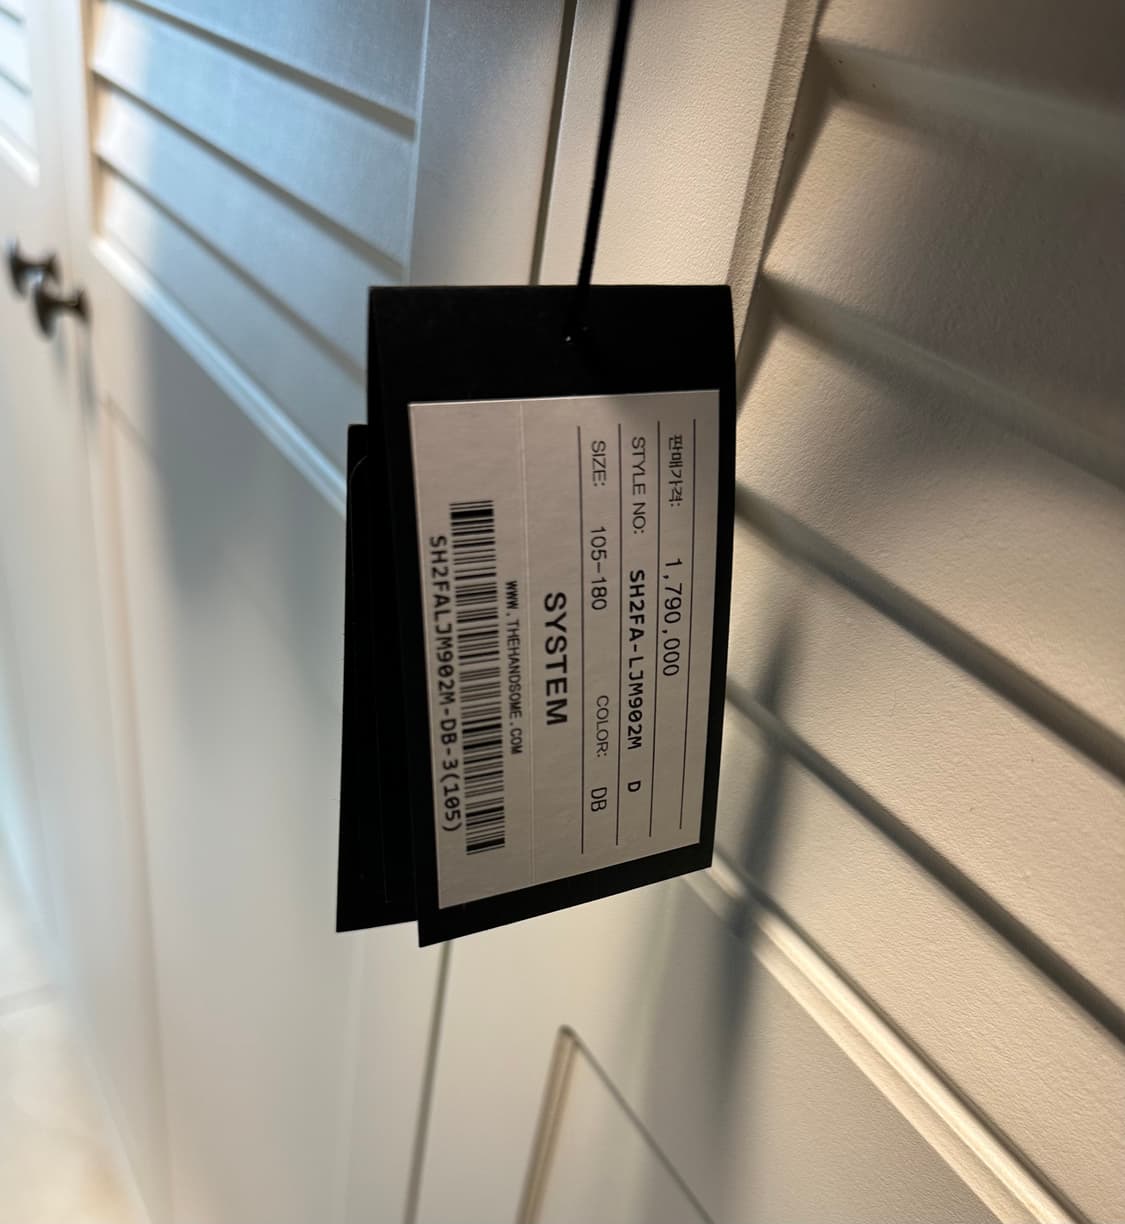 판매가격: 1,790,000
STYLE NO: SH2FA-LJM902M D
SIZE: 105-180 COLOR: DB
SYSTEM
WWW.THEHANDSOME.COM
SH2FALJM902M-DB-3(105)